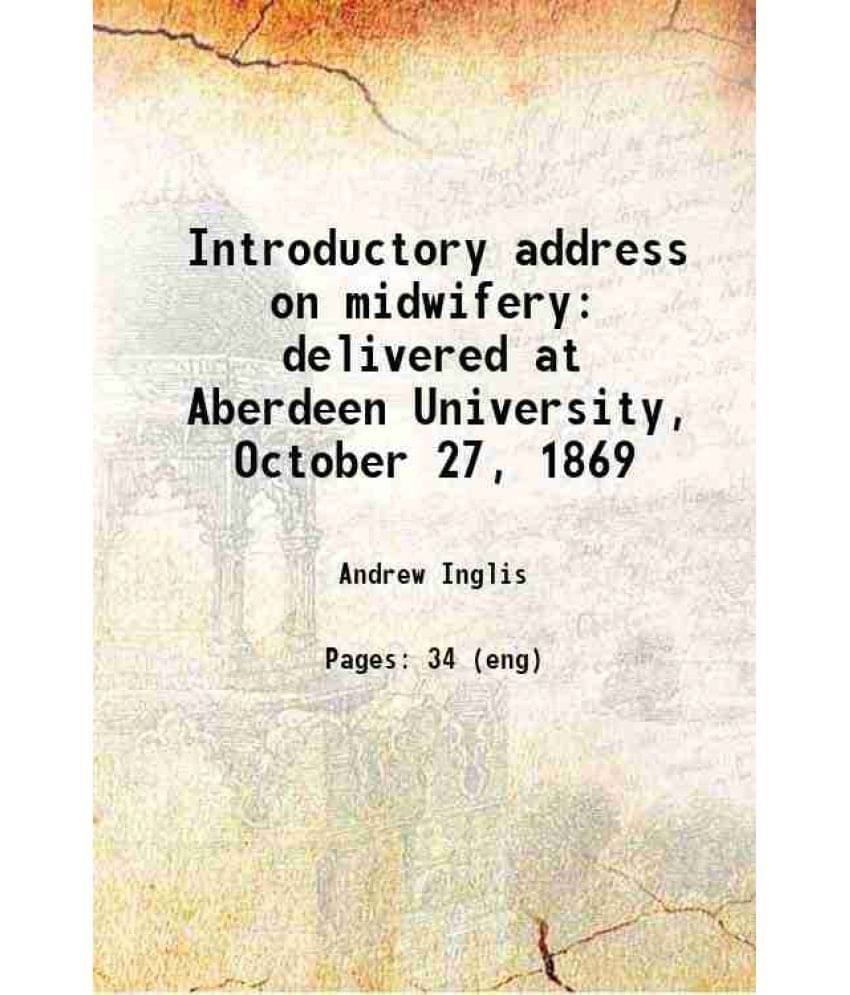 Introductory address
on midwifery:
delivered at
Aberdeen University,
October 27, 1869
Andrew Inglis
Pages: 34 (eng)